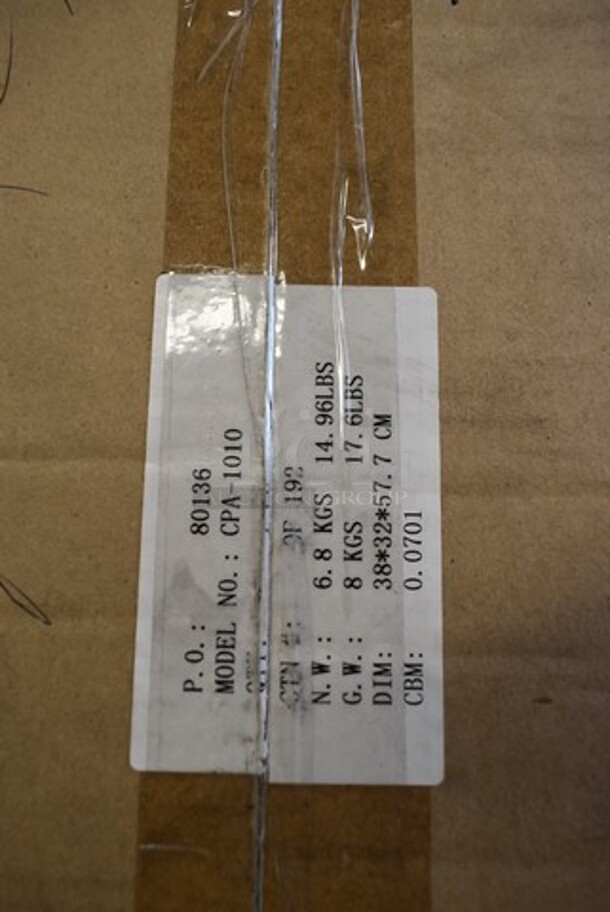 P.O.: 80136
MODEL NO.: CPA-1010
CTN #: OF 192
N.W.: 6.8 KGS 14.96LBS
G.W.: 8 KGS 17.6LBS
DIM: 38*32*57.7 CM
CBM: 0.0701
GROUP